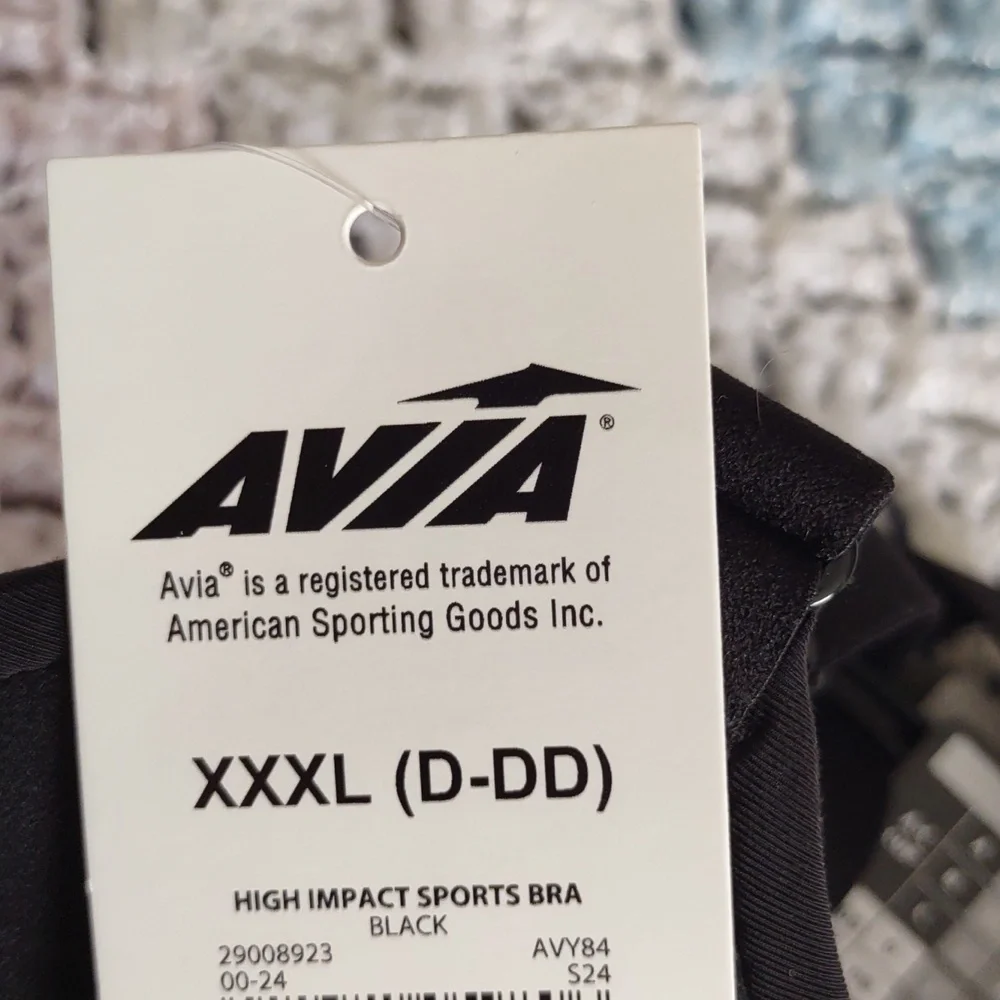 AVIA®
Avia® is a registered trademark of
American Sporting Goods Inc.
XXXL (D-DD)
HIGH IMPACT SPORTS BRA
BLACK
29008923 AVY84
00-24 S24